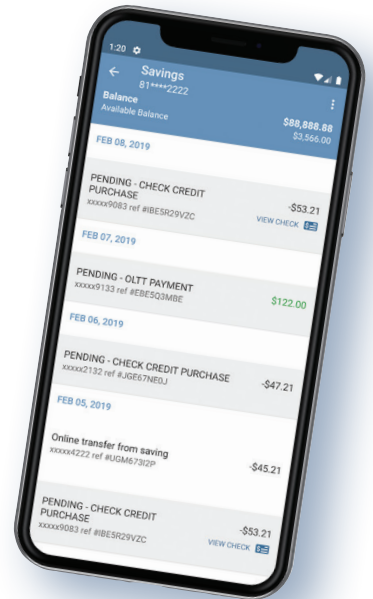 1:20
Savings
81****2222
Balance $88,888.88
Available Balance $3,566.00
FEB 08, 2019
PENDING - CHECK CREDIT
PURCHASE -$53.21
xxxxx9083 ref #IBE5R29VZC VIEW CHECK
FEB 07, 2019
PENDING - OLTT PAYMENT $122.00
xxxxx9133 ref #EBE5Q3MBE
FEB 06, 2019
PENDING - CHECK CREDIT PURCHASE -$47.21
xxxxx2132 ref #JGE67NE0J
FEB 05, 2019
Online transfer from saving -$45.21
xxxxx4222 ref #UGM673I2P
PENDING - CHECK CREDIT
PURCHASE -$53.21
xxxxx9083 ref #IBE5R29VZC VIEW CHECK